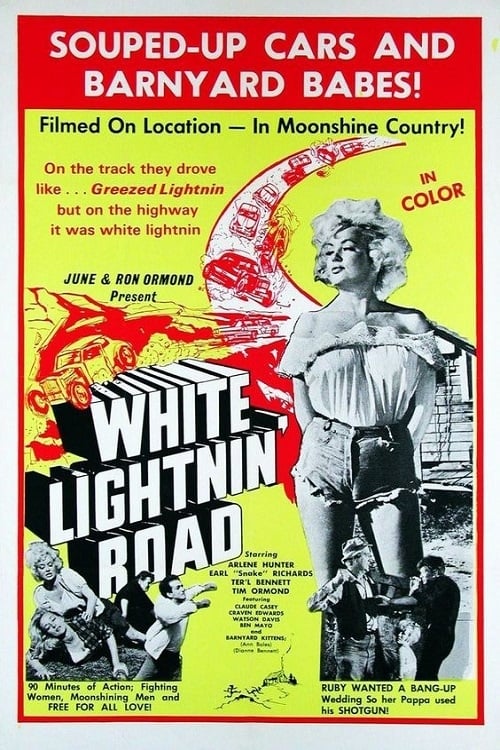 SOUPED-UP CARS AND
BARNYARD BABES!
Filmed On Location — In Moonshine Country!
On the track they drove
like . . . Greezed Lightnin
but on the highway
it was white lightnin
IN
COLOR
JUNE & RON ORMOND
Present
WHITE
LIGHTNIN'
ROAD
Starring
ARLENE HUNTER
EARL "Snake" RICHARDS
TER'L BENNETT
TIM ORMOND
Featuring
CLAUDE CASEY
CRAVEN EDWARDS
WATSON DAVIS
BEN MAYO
and
BARNYARD KITTENS:
(Ann Bales)
(Dianne Bennett)
90 Minutes of Action; Fighting
Women, Moonshining Men and
FREE FOR ALL LOVE!
RUBY WANTED A BANG-UP
Wedding So her Pappa used
his SHOTGUN!